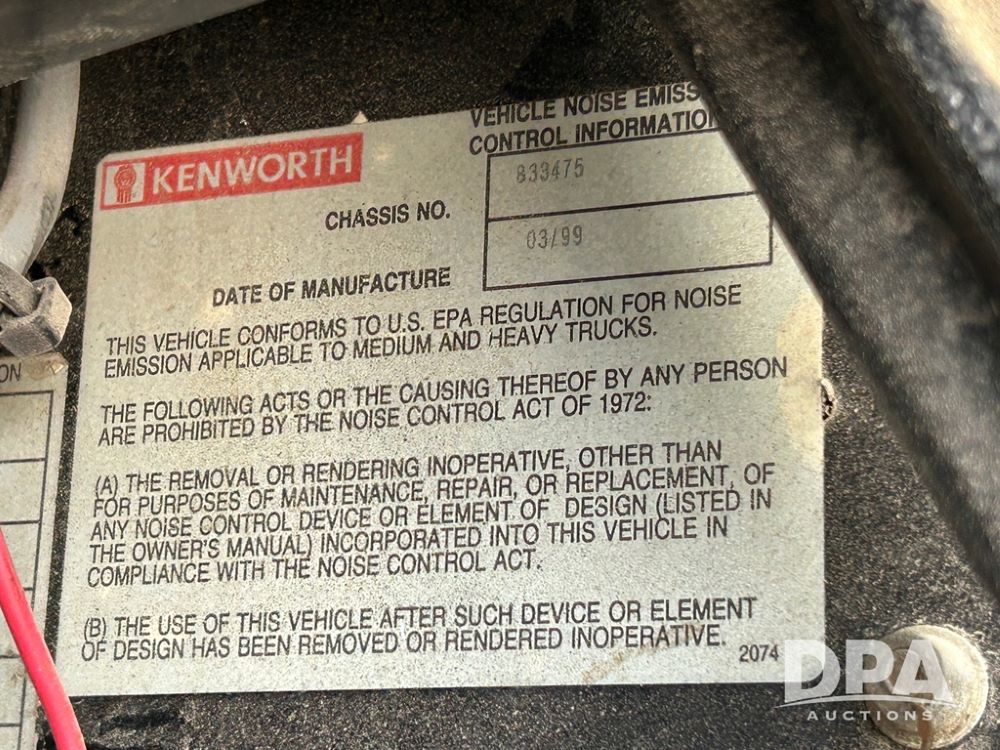 VEHICLE NOISE EMISS
CONTROL INFORMATIO
KENWORTH
833475
CHASSIS NO.
03/99
DATE OF MANUFACTURE
THIS VEHICLE CONFORMS TO U.S. EPA REGULATION FOR NOISE
EMISSION APPLICABLE TO MEDIUM AND HEAVY TRUCKS.
THE FOLLOWING ACTS OR THE CAUSING THEREOF BY ANY PERSON
ARE PROHIBITED BY THE NOISE CONTROL ACT OF 1972:
(A) THE REMOVAL OR RENDERING INOPERATIVE, OTHER THAN
FOR PURPOSES OF MAINTENANCE, REPAIR, OR REPLACEMENT, OF
ANY NOISE CONTROL DEVICE OR ELEMENT OF DESIGN (LISTED IN
THE OWNER'S MANUAL) INCORPORATED INTO THIS VEHICLE IN
COMPLIANCE WITH THE NOISE CONTROL ACT.
(B) THE USE OF THIS VEHICLE AFTER SUCH DEVICE OR ELEMENT
OF DESIGN HAS BEEN REMOVED OR RENDERED INOPERATIVE.
2074
ON
DPA
AUCTIONS